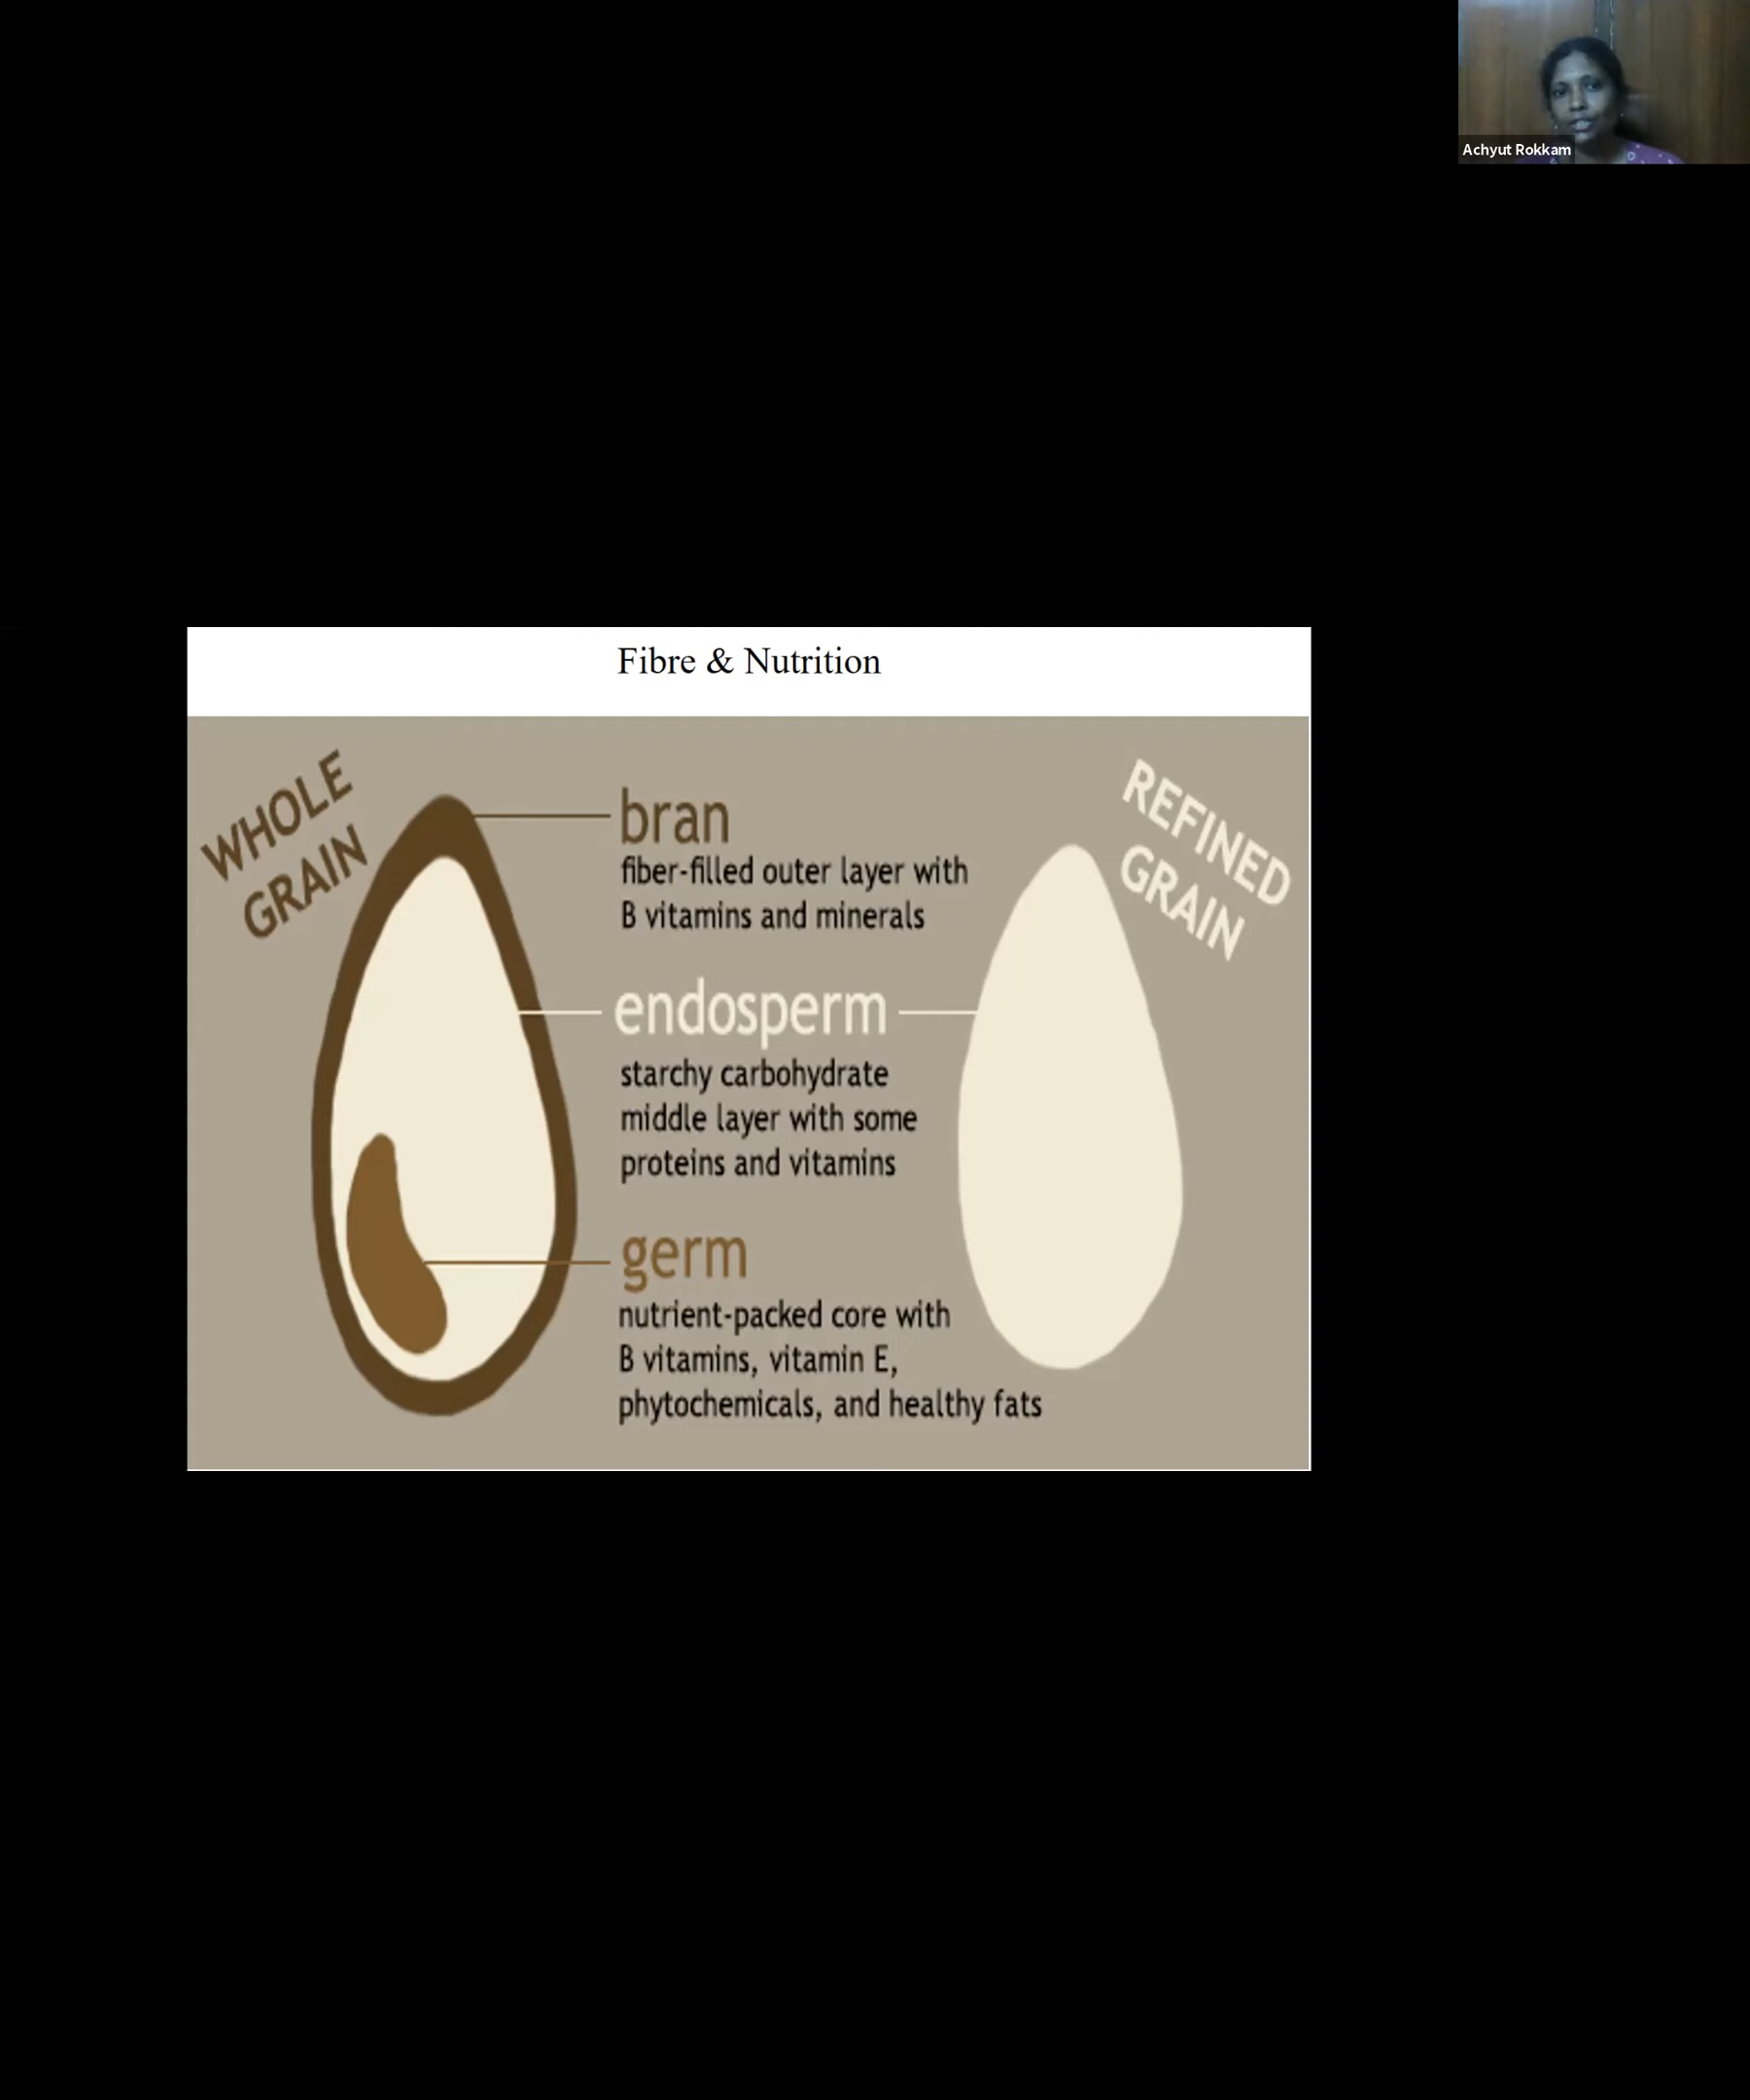 Achyut Rokkam
Fibre & Nutrition
WHOLE
GRAIN
bran
fiber-filled outer layer with
B vitamins and minerals
endosperm
starchy carbohydrate
middle layer with some
proteins and vitamins
germ
nutrient-packed core with
B vitamins, vitamin E,
phytochemicals, and healthy fats
REFINED
GRAIN